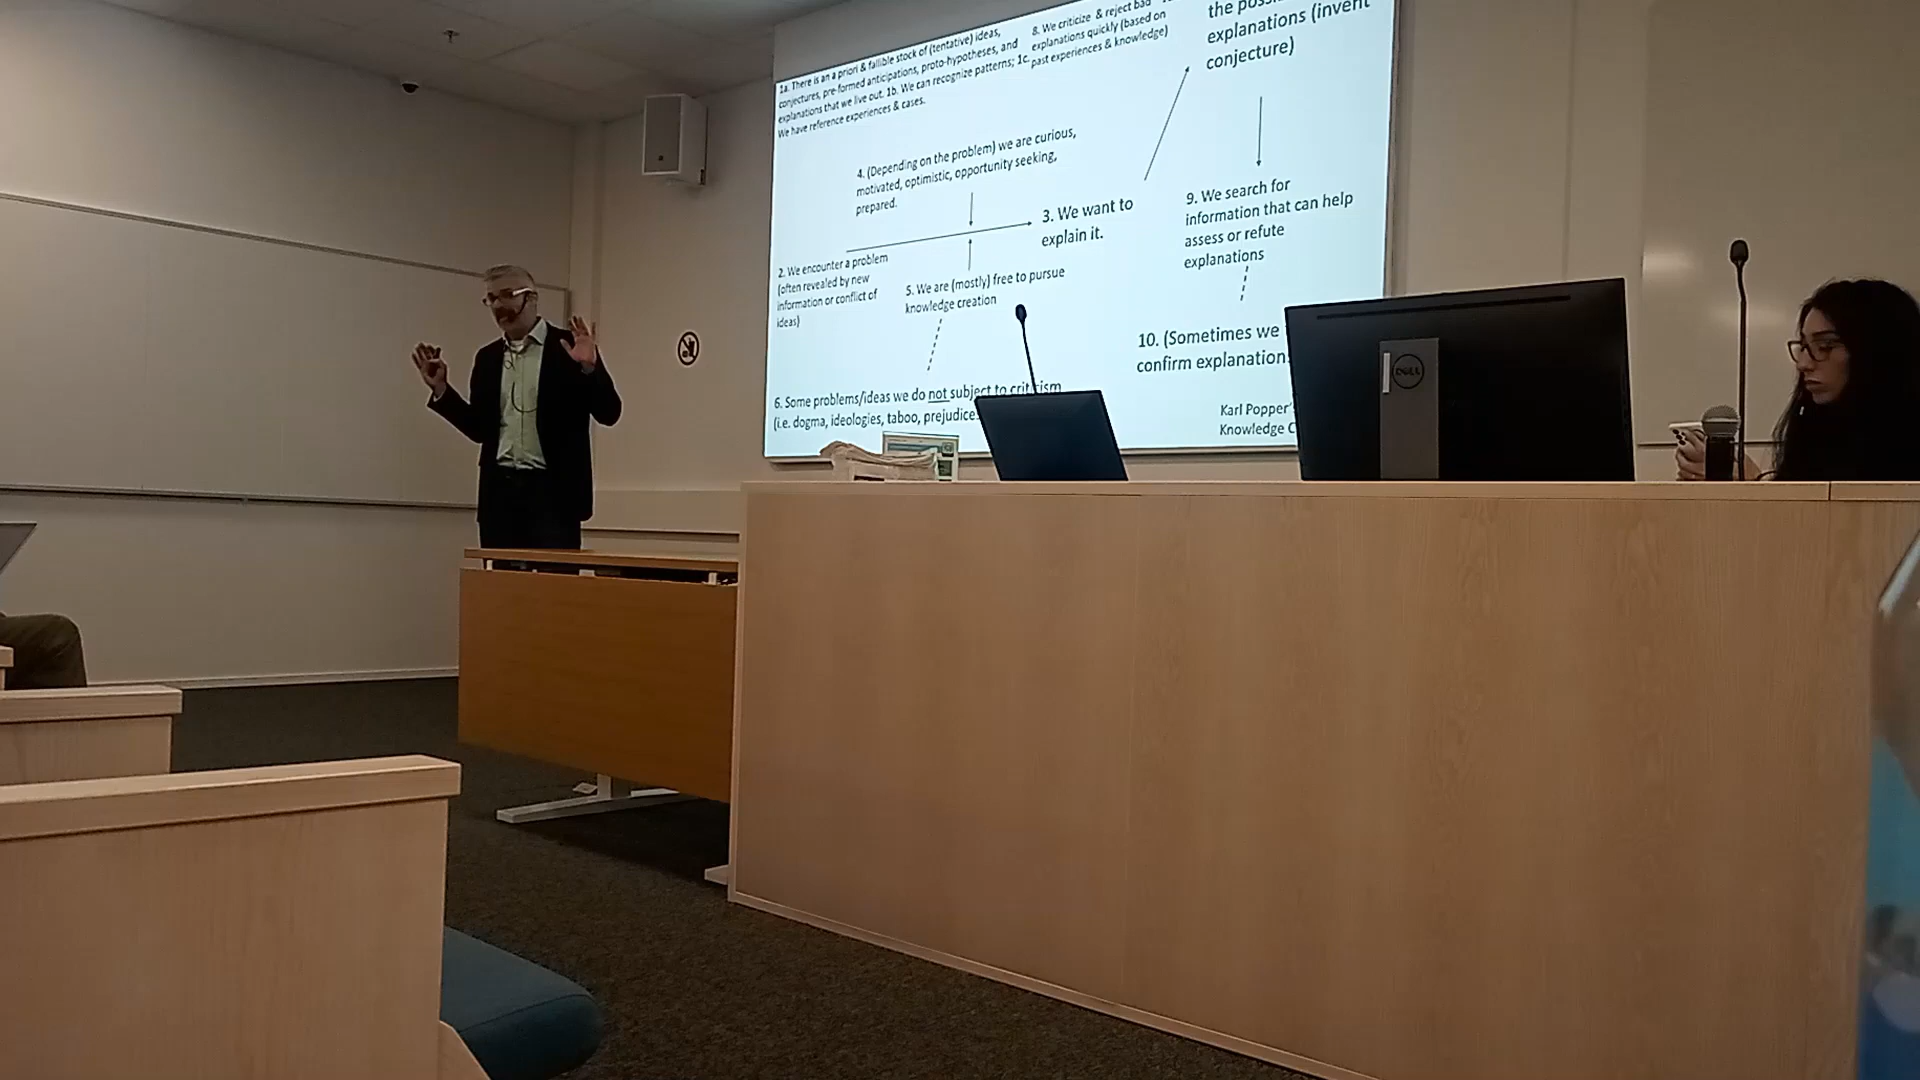 1a. There is an a priori & fallible stock of (tentative) ideas,
conjectures, pre-formed anticipations, proto-hypotheses, and
explanations that we live out. 1b. We can recognize patterns; 1c.
We have reference experiences & cases.
8. We criticize & reject bad
explanations quickly (based on
past experiences & knowledge)
the
explanations (invent
conjecture)
4. (Depending on the problem) we are curious,
motivated, optimistic, opportunity seeking,
prepared.
3. We want to
explain it.
9. We search for
information that can help
assess or refute
explanations
2. We encounter a problem
(often revealed by new
information or conflict of
ideas)
5. We are (mostly) free to pursue
knowledge creation
10. (Sometimes we
confirm explanation
6. Some problems/ideas we do not subject to criticism
(i.e. dogma, ideologies, taboo, prejudice
Karl Popper'
Knowledge C
DELL